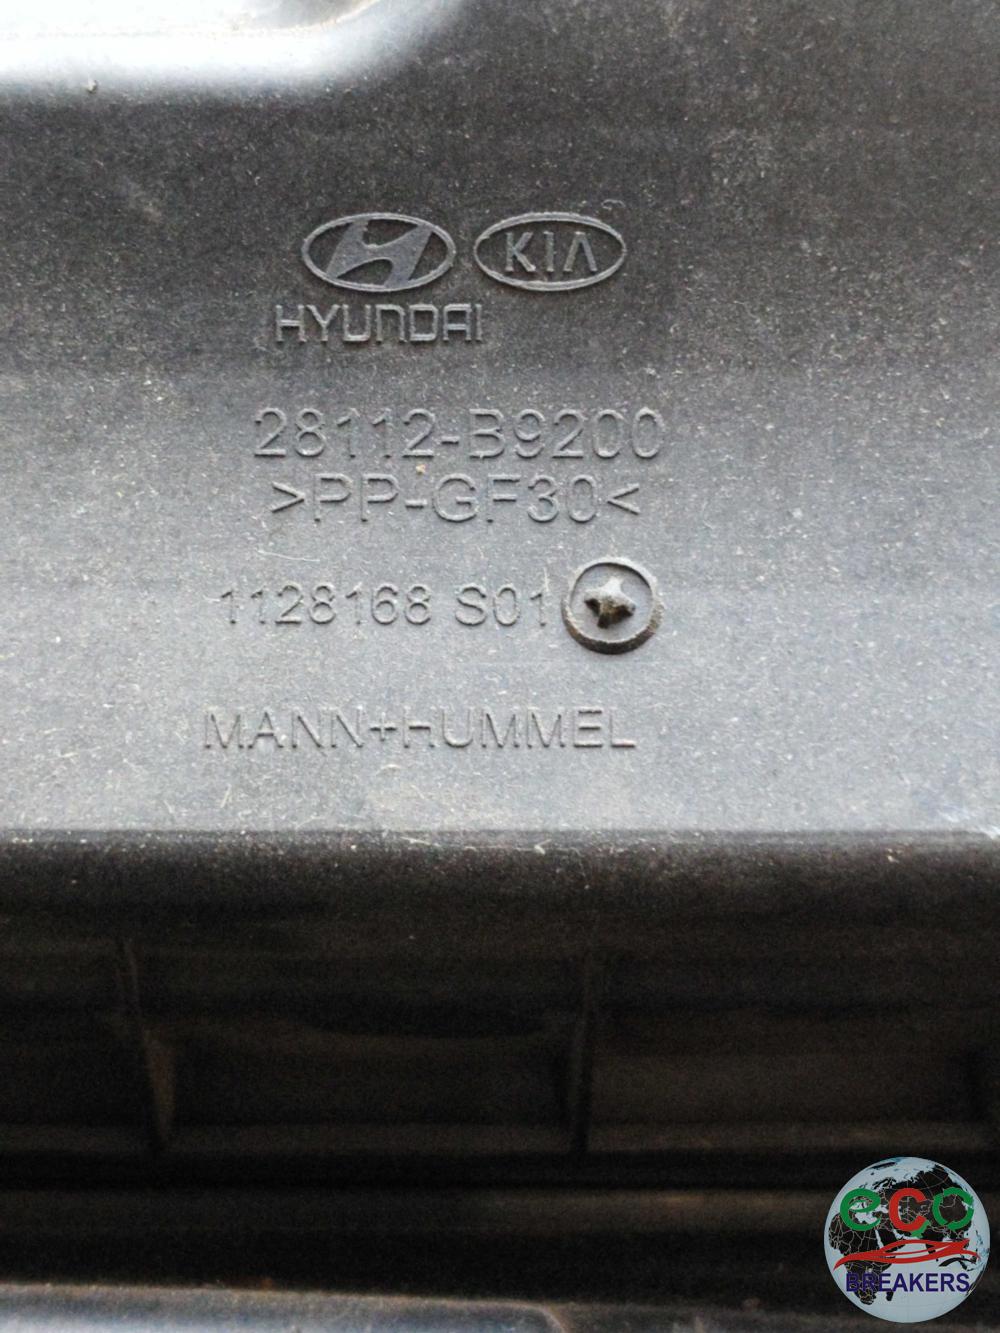 KIA
HYUNDAI
28112-B9200
>PP-GF30<
1128168 S01
MANN+HUMMEL
eco
BREAKERS